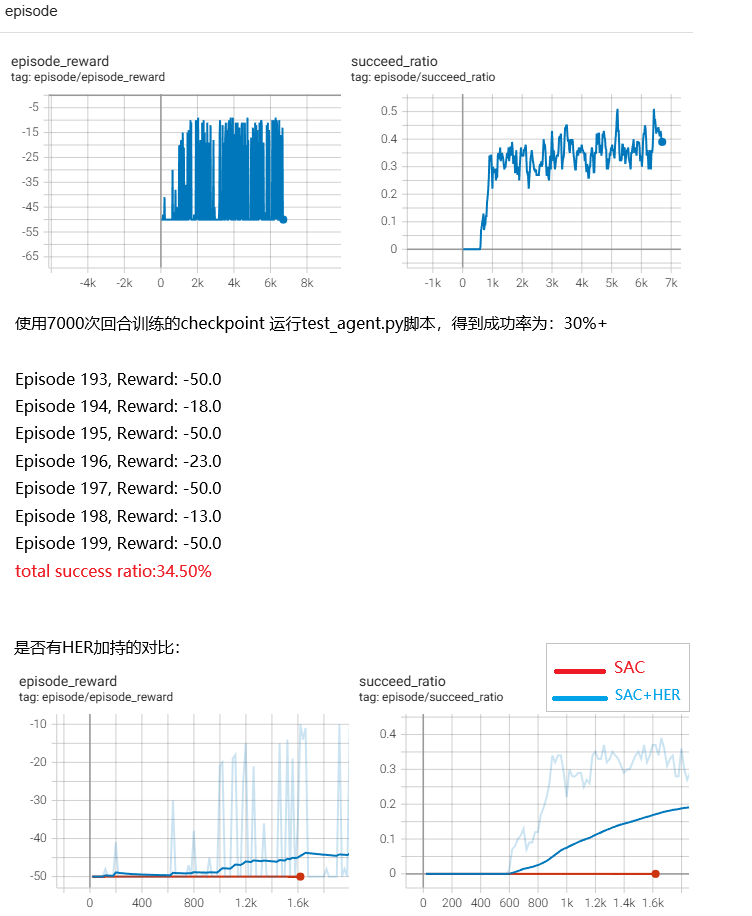 episode
episode_reward
tag: episode/episode_reward
-5
-15
-25
-35
-45
-55
-65
-4k -2k 0 2k 4k 6k 8k
succeed_ratio
tag: episode/succeed_ratio
0.5
0.4
0.3
0.2
0.1
0
-1k 0 1k 2k 3k 4k 5k 6k 7k
使用7000次回合训练的checkpoint 运行test_agent.py脚本，得到成功率为：30%+
Episode 193, Reward: -50.0
Episode 194, Reward: -18.0
Episode 195, Reward: -50.0
Episode 196, Reward: -23.0
Episode 197, Reward: -50.0
Episode 198, Reward: -13.0
Episode 199, Reward: -50.0
total success ratio:34.50%
是否有HER加持的对比：
SAC
SAC+HER
episode_reward
tag: episode/episode_reward
-10
-20
-30
-40
-50
0 400 800 1.2k 1.6k
succeed_ratio
tag: episode/succeed_ratio
0.4
0.3
0.2
0.1
0
0 200 400 600 800 1k 1.2k 1.4k 1.6k